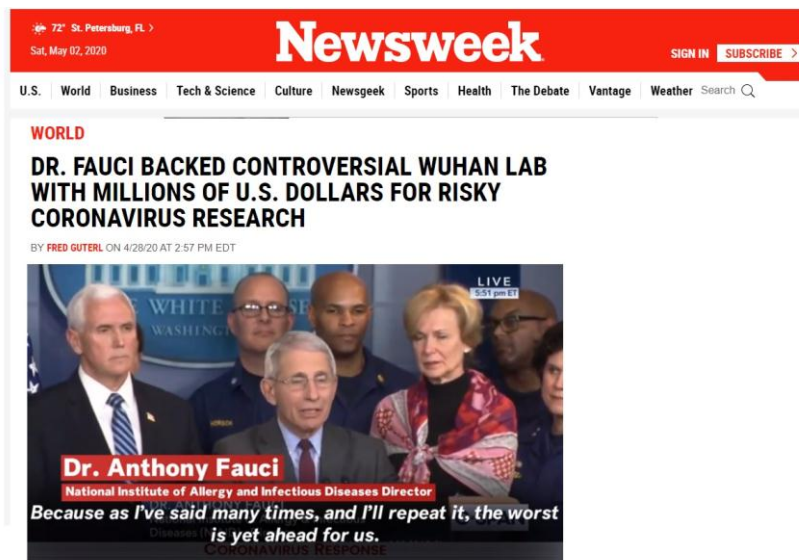 72° St. Petersburg, FL >
Sat, May 02, 2020
Newsweek
SIGN IN SUBSCRIBE >
U.S. World Business Tech & Science Culture Newsgeek Sports Health The Debate Vantage Weather Search
WORLD
DR. FAUCI BACKED CONTROVERSIAL WUHAN LAB
WITH MILLIONS OF U.S. DOLLARS FOR RISKY
CORONAVIRUS RESEARCH
BY FRED GUTERL ON 4/28/20 AT 2:57 PM EDT
LIVE
5:51 pm ET
WHITE
WASHING
Dr. Anthony Fauci
National Institute of Allergy and Infectious Diseases Director
DR. ANTHONY FAUCI
Because as I've said many times, and I'll repeat it, the worst
is yet ahead for us.
Diseases
CORONAVIRUS RESPONSE